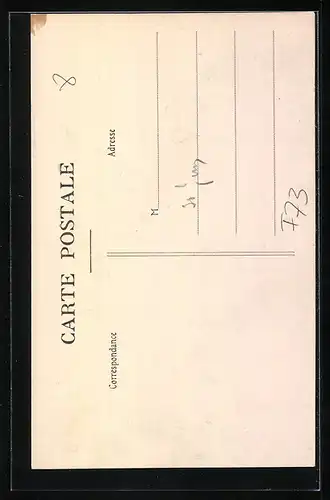 8
CARTE POSTALE
Correspondance
Adresse
M
F73